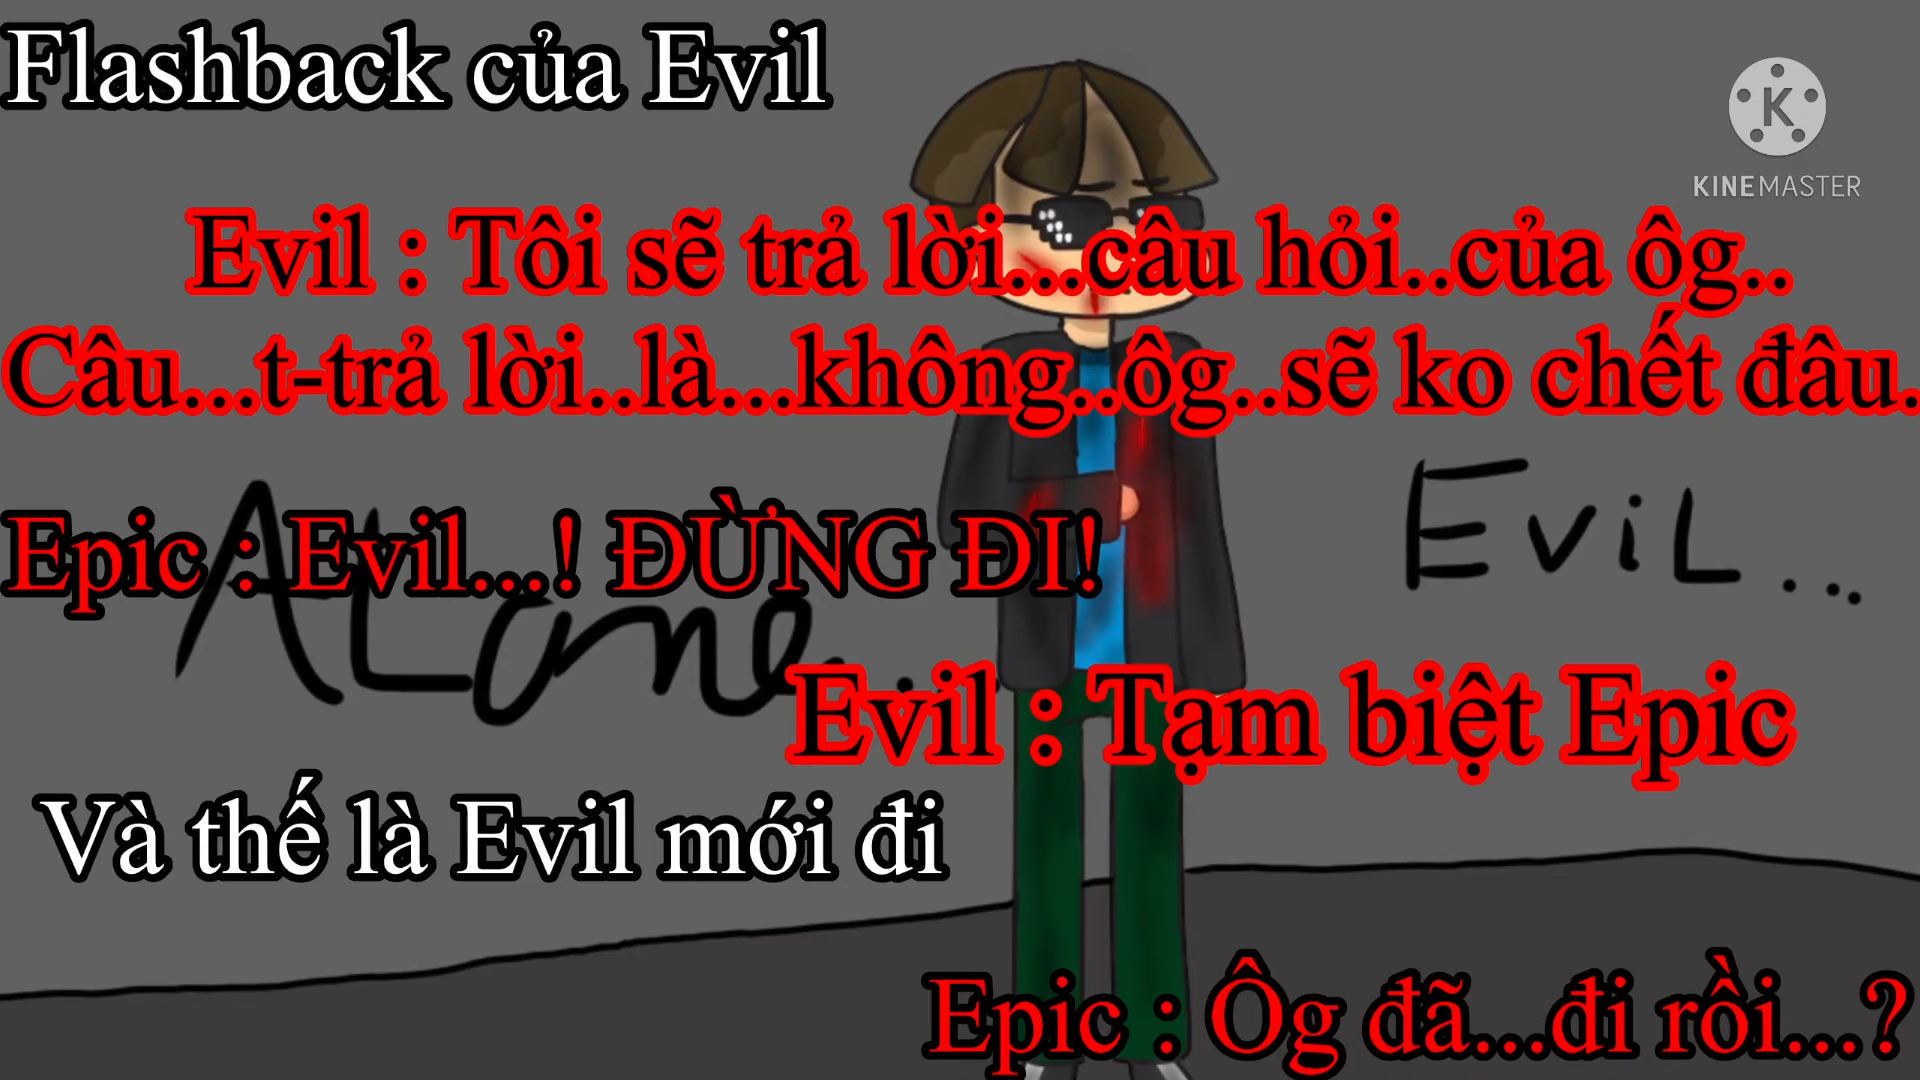 Flashback của Evil
KINEMASTER
Evil : Tôi sẽ trả lời...câu hỏi..của ôg..
Câu...t-trả lời..là...không..ôg..sẽ ko chết đâu.
Evil...
Epic : Evil...! ĐỪNG ĐI!
ALone...
Evil : Tạm biệt Epic
Và thế là Evil mới đi
Epic : Ôg đã...đi rồi...?